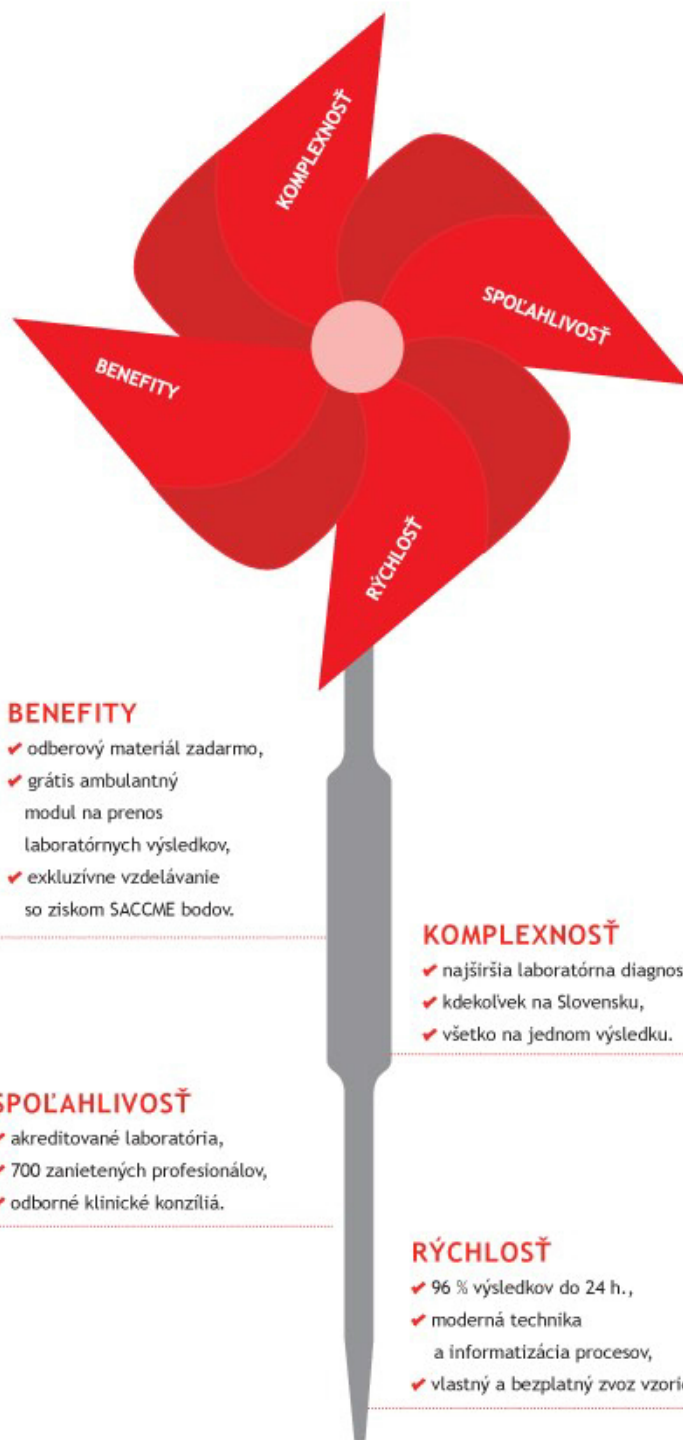 KOMPLEXNOSŤ
SPOĽAHLIVOSŤ
BENEFITY
RÝCHLOSŤ
BENEFITY
✔ odberový materiál zadarmo,
✔ grátis ambulantný
modul na prenos
laboratórnych výsledkov,
✔ exkluzívne vzdelávanie
so ziskom SACCME bodov.
KOMPLEXNOSŤ
✔ najširšia laboratórna
✔ kdekoľvek na Slovensku,
✔ všetko na jednom výsledku.
SPOĽAHLIVOSŤ
✔ akreditované laboratória,
✔ 700 zanietených profesionálov,
✔ odborné klinické konzíliá.
RÝCHLOSŤ
✔ 96 % výsledkov do 24 h.,
✔ moderná technika
a informatizácia procesov,
✔ vlastný a bezplatný zvoz